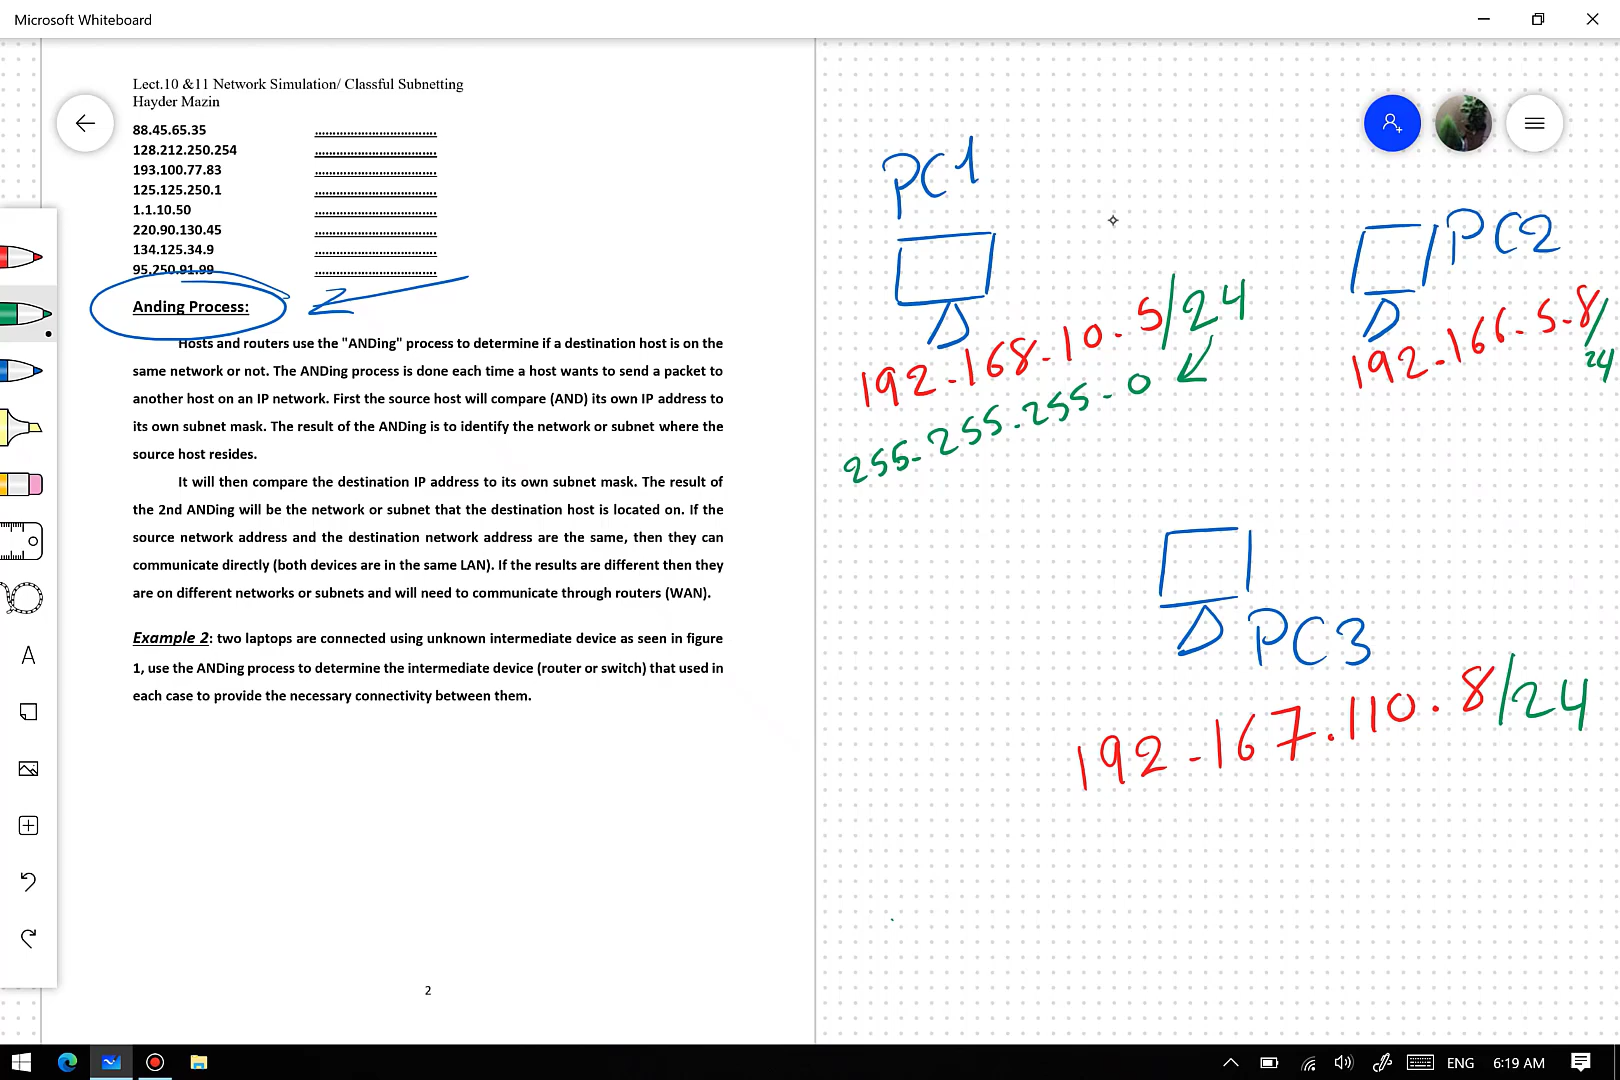 Microsoft Whiteboard
Lect.10 &11 Network Simulation/ Classful Subnetting
Hayder Mazin
88.45.65.35 ..................................
128.212.250.254 ..................................
193.100.77.83 ..................................
125.125.250.1 ..................................
1.1.10.50 ..................................
220.90.130.45 ..................................
134.125.34.9 ..................................
95.250.91.99 ..................................
Anding Process:
Hosts and routers use the "ANDing" process to determine if a destination host is on the
same network or not. The ANDing process is done each time a host wants to send a packet to
another host on an IP network. First the source host will compare (AND) its own IP address to
its own subnet mask. The result of the ANDing is to identify the network or subnet where the
source host resides.
It will then compare the destination IP address to its own subnet mask. The result of
the 2nd ANDing will be the network or subnet that the destination host is located on. If the
source network address and the destination network address are the same, then they can
communicate directly (both devices are in the same LAN). If the results are different then they
are on different networks or subnets and will need to communicate through routers (WAN).
Example 2: two laptops are connected using unknown intermediate device as seen in figure
1, use the ANDing process to determine the intermediate device (router or switch) that used in
each case to provide the necessary connectivity between them.
2
PC1
192.168.10.5/24
255.255.255.0
PC2
192.166.5.8/
24
PC3
192.167.110.8/24
A
ENG
6:19 AM